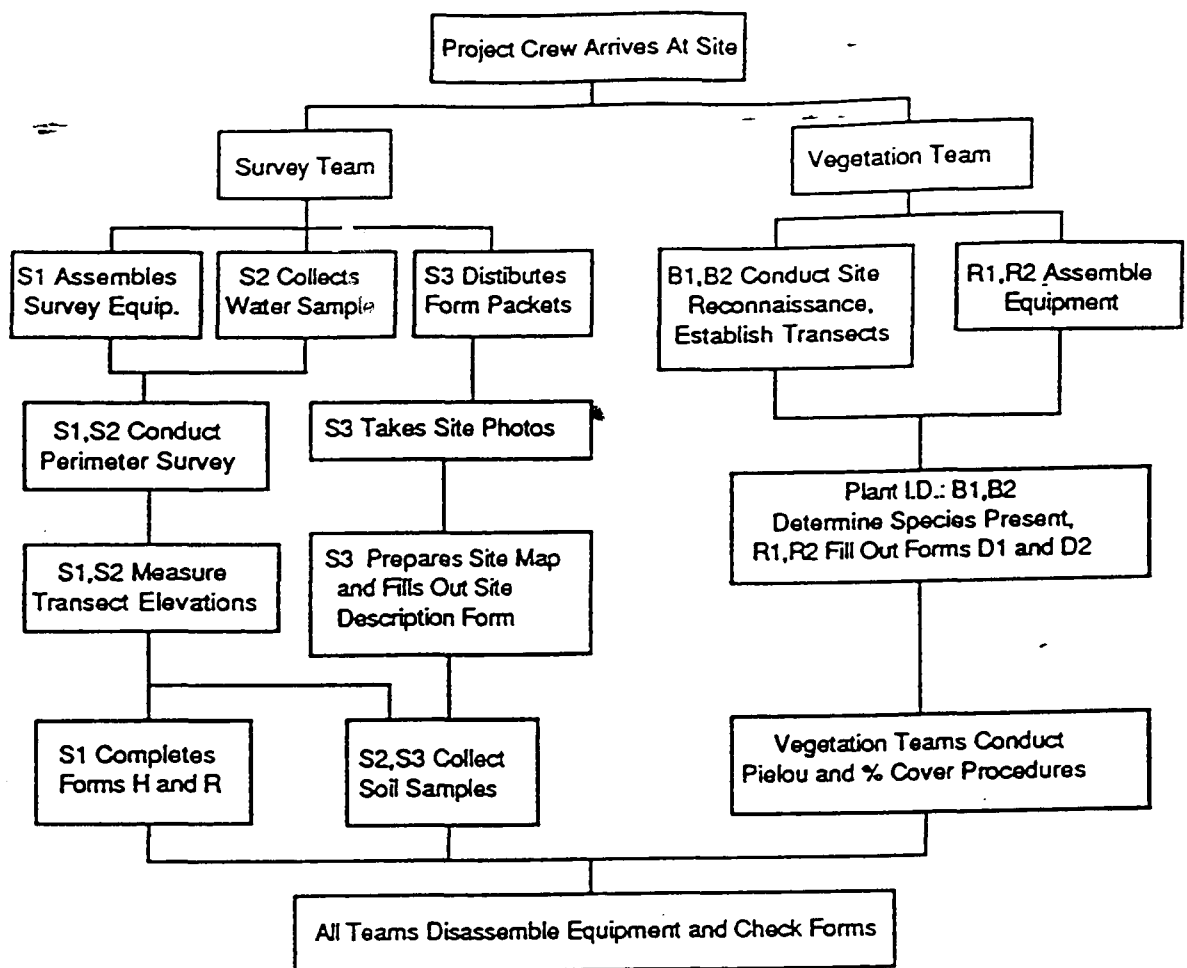 Project Crew Arrives At Site
Survey Team
Vegetation Team
S1 Assembles
Survey Equip.
S2 Collects
Water Sample
S3 Distibutes
Form Packets
B1,B2 Conduct Site
Reconnaissance,
Establish Transects
R1,R2 Assemble
Equipment
S1,S2 Conduct
Perimeter Survey
S3 Takes Site Photos
Plant I.D.: B1,B2
Determine Species Present,
R1,R2 Fill Out Forms D1 and D2
S1,S2 Measure
Transect Elevations
S3 Prepares Site Map
and Fills Out Site
Description Form
S1 Completes
Forms H and R
S2,S3 Collect
Soil Samples
Vegetation Teams Conduct
Pielou and % Cover Procedures
All Teams Disassemble Equipment and Check Forms